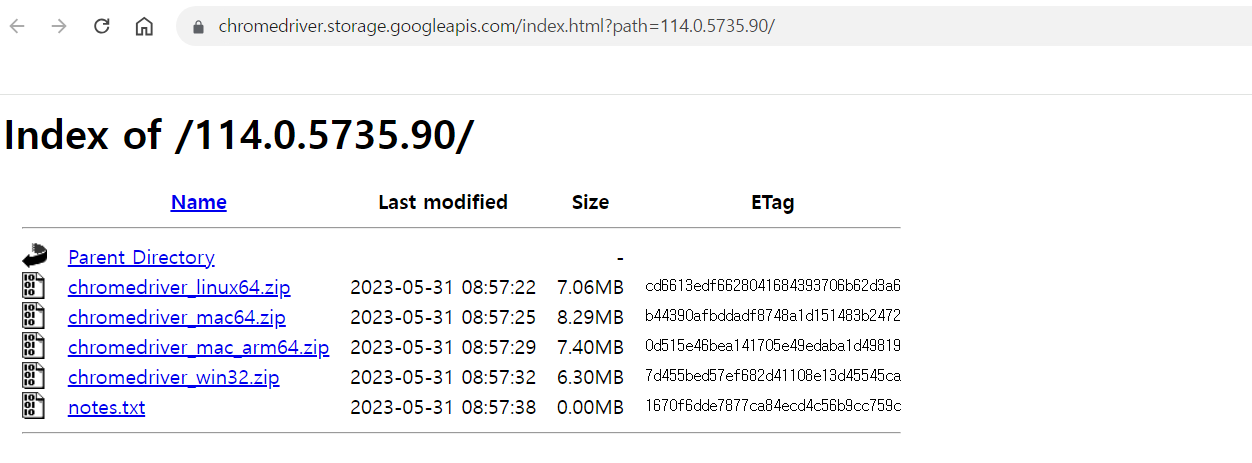 chromedriver.storage.googleapis.com/index.html?path=114.0.5735.90/
Index of /114.0.5735.90/
Name Last modified Size ETag
Parent Directory -
chromedriver_linux64.zip 2023-05-31 08:57:22 7.06MB cd6613edf6628041684393706b62d3a6
chromedriver_mac64.zip 2023-05-31 08:57:25 8.29MB b44390afbddadf8748a1d151483b2472
chromedriver_mac_arm64.zip 2023-05-31 08:57:29 7.40MB 0d515e46bea141705e49edaba1d49819
chromedriver_win32.zip 2023-05-31 08:57:32 6.30MB 7d455bed57ef682d41108e13d45545ca
notes.txt 2023-05-31 08:57:38 0.00MB 1670f6dde7877ca84ecd4c56b9cc759c